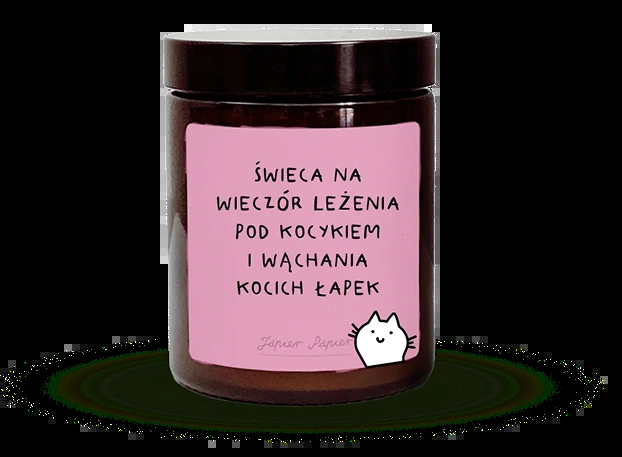 ŚWIECA NA
WIECZÓR LEŻENIA
POD KOCYKIEM
I WĄCHANIA
KOCICH ŁAPEK
Papier Papier